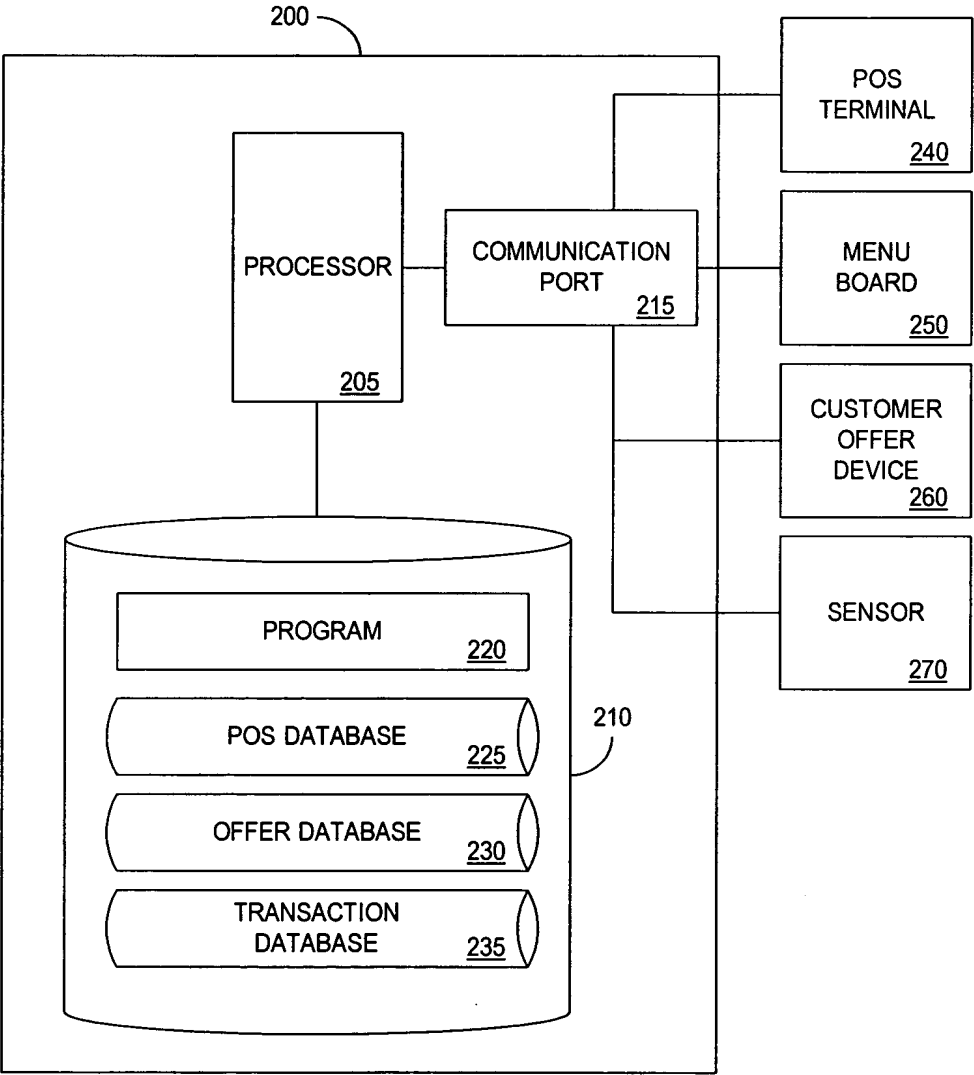 200
POS
TERMINAL
240
PROCESSOR
205
COMMUNICATION
PORT
215
MENU
BOARD
250
CUSTOMER
OFFER
DEVICE
260
SENSOR
270
PROGRAM
220
210
POS DATABASE
225
OFFER DATABASE
230
TRANSACTION
DATABASE
235